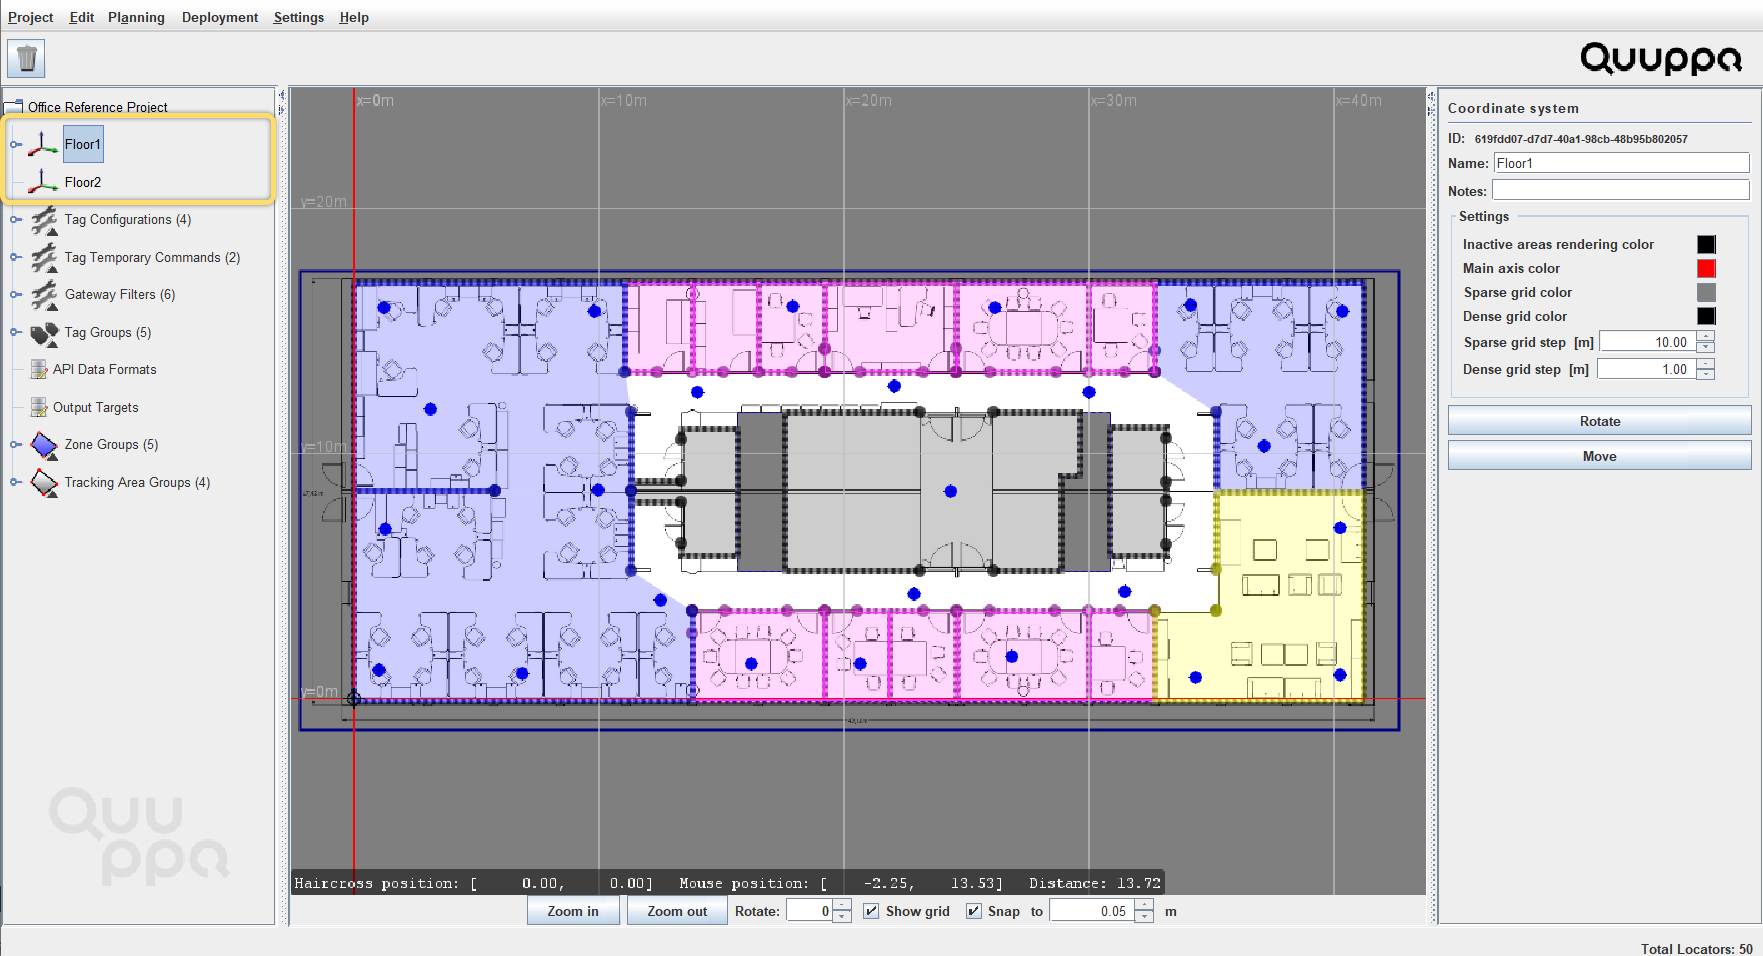 Project Edit Planning Deployment Settings Help
Quuppa
Office Reference Project
Floor1
Floor2
Tag Configurations (4)
Tag Temporary Commands (2)
Gateway Filters (6)
Tag Groups (5)
API Data Formats
Output Targets
Zone Groups (5)
Tracking Area Groups (4)
Quu
ppa
x=0m x=10m x=20m x=30m x=40m
y=20m
y=10m
y=0m
Haircross position: [ 0.00, 0.00] Mouse position: [ -2.25, 13.53] Distance: 13.72
Zoom in Zoom out Rotate: 0 Show grid Snap to 0.05 m
Coordinate system
ID: 619fdd07-d7d7-40a1-98cb-48b95b802057
Name: Floor1
Notes:
Settings
Inactive areas rendering color
Main axis color
Sparse grid color
Dense grid color
Sparse grid step [m] 10.00
Dense grid step [m] 1.00
Rotate
Move
Total Locators: 50